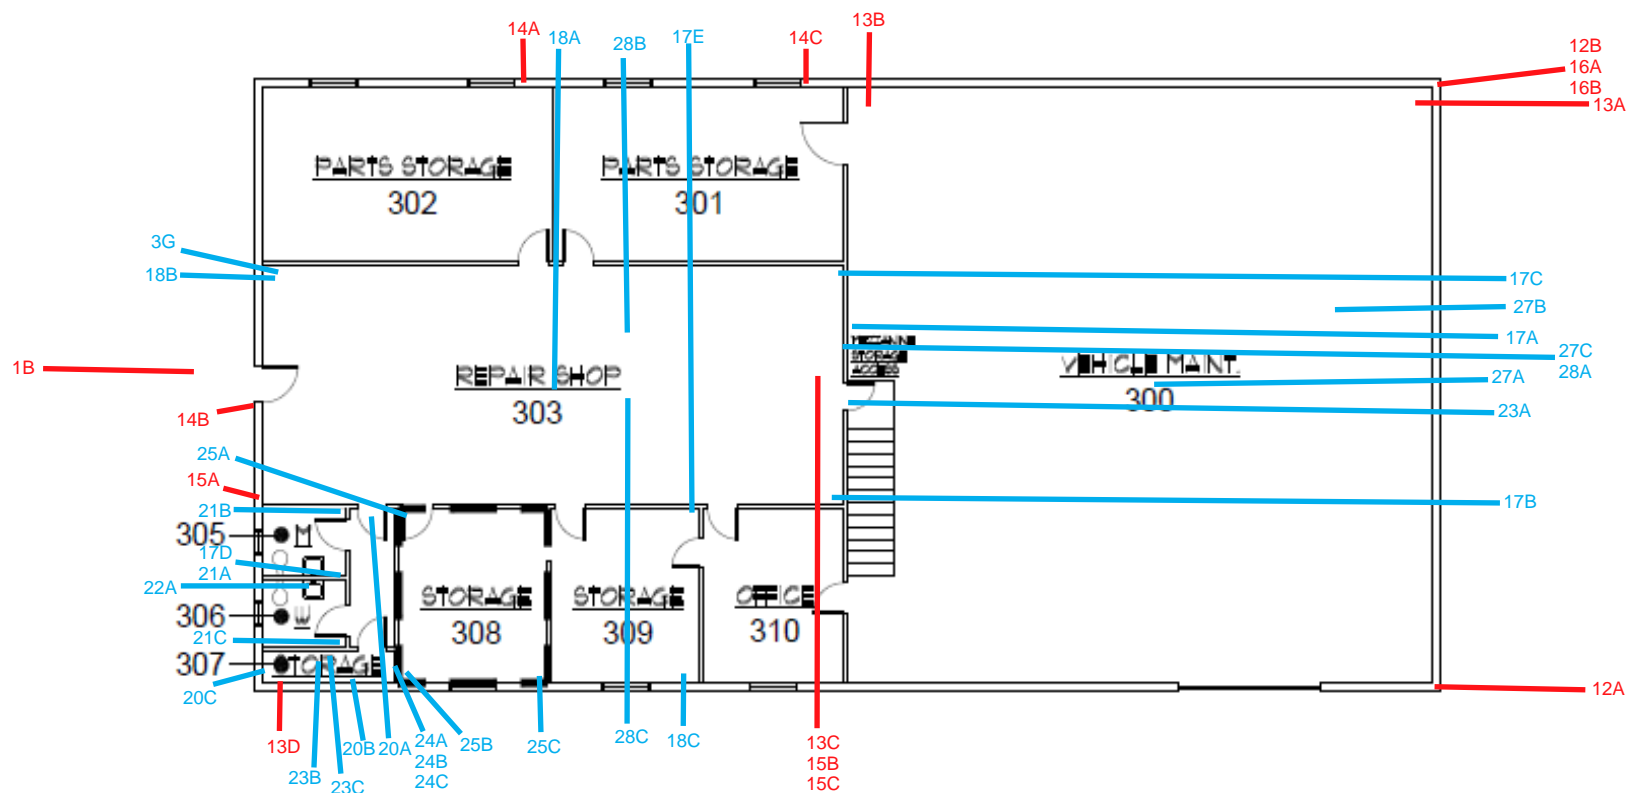 13B
14A
18A
28B
17E
14C
12B
16A
16B
13A
PARTS STORAGE
302
PARTS STORAGE
301
3G
18B
17C
27B
17A
MEZZANINE
STORAGE
ACCESS
27C
28A
1B
REPAIR SHOP
303
VEHICLE MAINT.
300
27A
23A
14B
25A
15A
21B
17B
305
M
17D
21A
22A
306
W
21C
307
STORAGE
STORAGE
308
STORAGE
309
OFFICE
310
20C
12A
13D
20B
20A
24A
24B
24C
25B
25C
28C
18C
13C
15B
15C
23B
23C